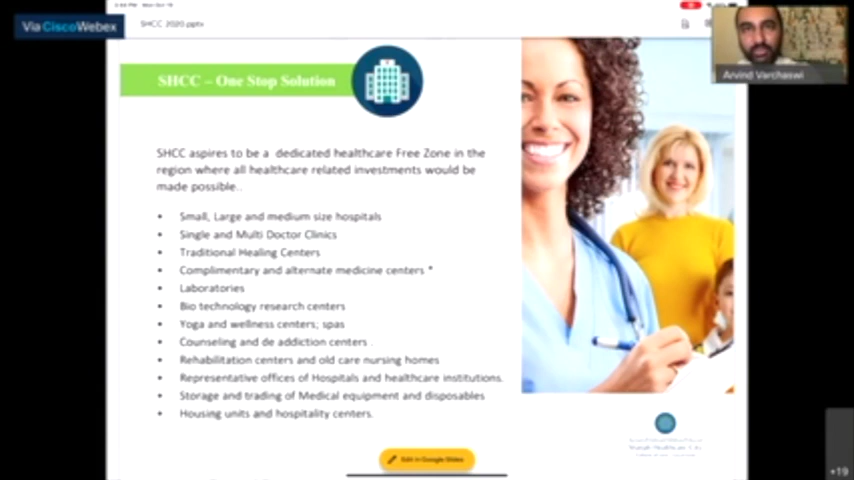 Via Cisco Webex
SHCC 2020.pptx
Arvind Varchaswi
SHCC – One Stop Solution
SHCC aspires to be a dedicated healthcare Free Zone in the
region where all healthcare related investments would be
made possible..
• Small, Large and medium size hospitals
• Single and Multi Doctor Clinics
• Traditional Healing Centers
• Complimentary and alternate medicine centers *
• Laboratories
• Bio technology research centers
• Yoga and wellness centers; spas
• Counseling and de addiction centers .
• Rehabilitation centers and old care nursing homes
• Representative offices of Hospitals and healthcare institutions.
• Storage and trading of Medical equipment and disposables
• Housing units and hospitality centers.
Edit in Google Slides
+19